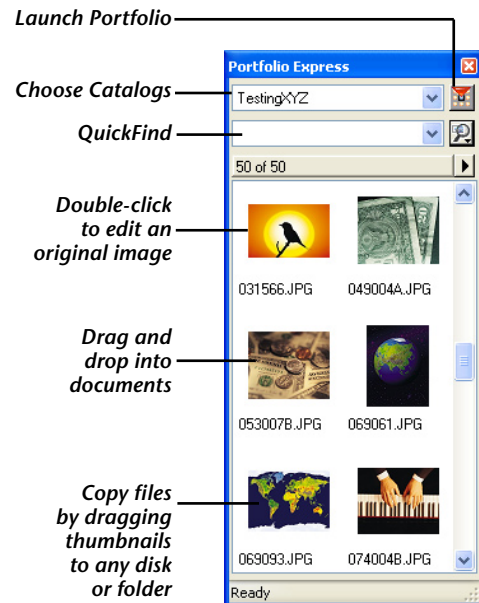 Launch Portfolio
Portfolio Express
Choose Catalogs
TestingXYZ
QuickFind
50 of 50
Double-click
to edit an
original image
031566.JPG
049004A.JPG
Drag and
drop into
documents
053007B.JPG
069061.JPG
Copy files
by dragging
thumbnails
to any disk
or folder
069093.JPG
074004B.JPG
Ready